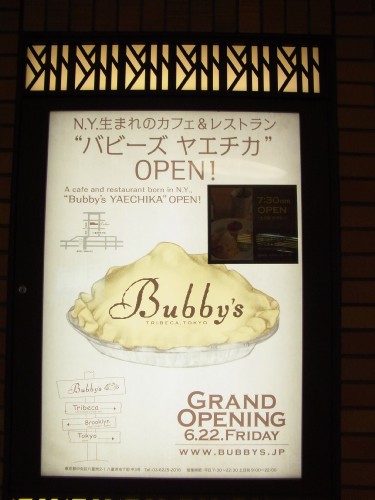 N.Y.生まれのカフェ&レストラン
“バビーズ ヤエチカ”
OPEN!
A cafe and restaurant born in N.Y.,
“Bubby's YAECHIKA” OPEN!
7:30am
OPEN
Bubby's
TRIBECA, TOKYO
Bubby's
Tribeca
Brooklyn
Tokyo
GRAND
OPENING
6.22.FRIDAY
WWW.BUBBYS.JP